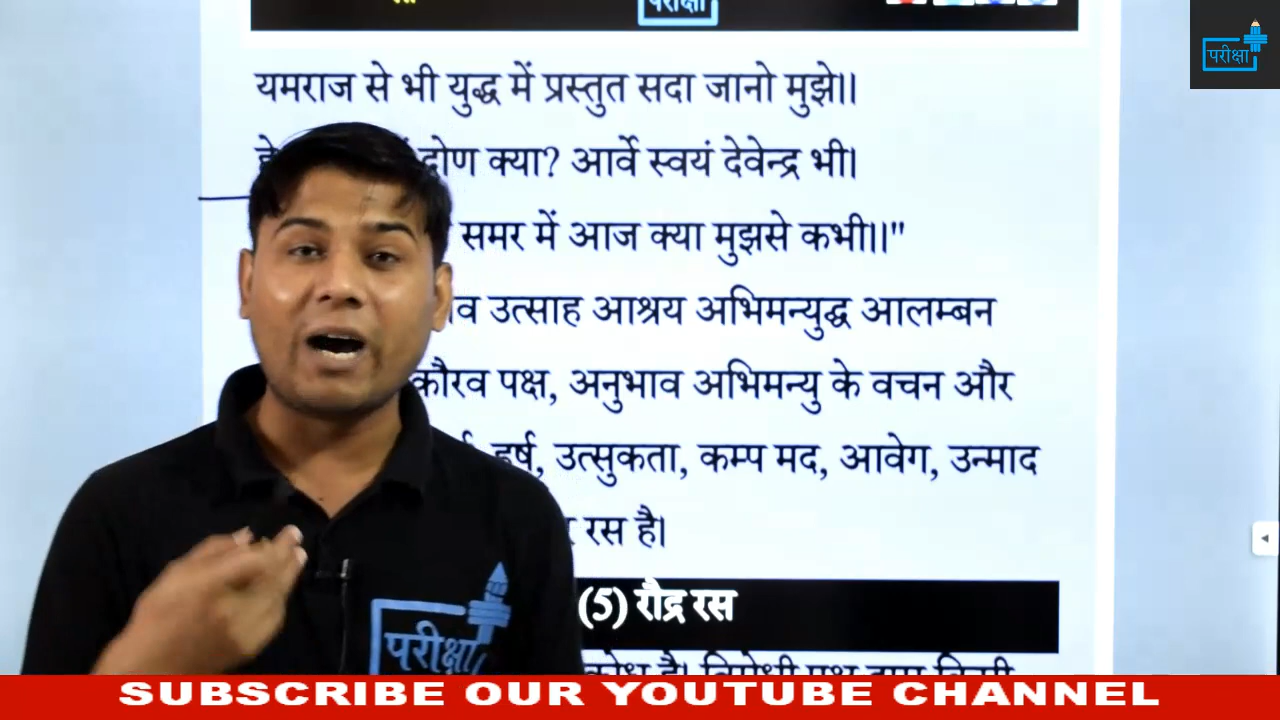 परीक्षा
परीक्षा
यमराज से भी युद्ध में प्रस्तुत सदा जानो मुझे।।
द्रोण क्या? आर्वे स्वयं देवेन्द्र भी।
समर में आज क्या मुझसे कभी।।"
उत्साह आश्रय अभिमन्युद्ध आलम्बन
कौरव पक्ष, अनुभाव अभिमन्यु के वचन और
हर्ष, उत्सुकता, कम्प मद, आवेग, उन्माद
रस है।
(5) रौद्र रस
परीक्षा
SUBSCRIBE OUR YOUTUBE CHANNEL